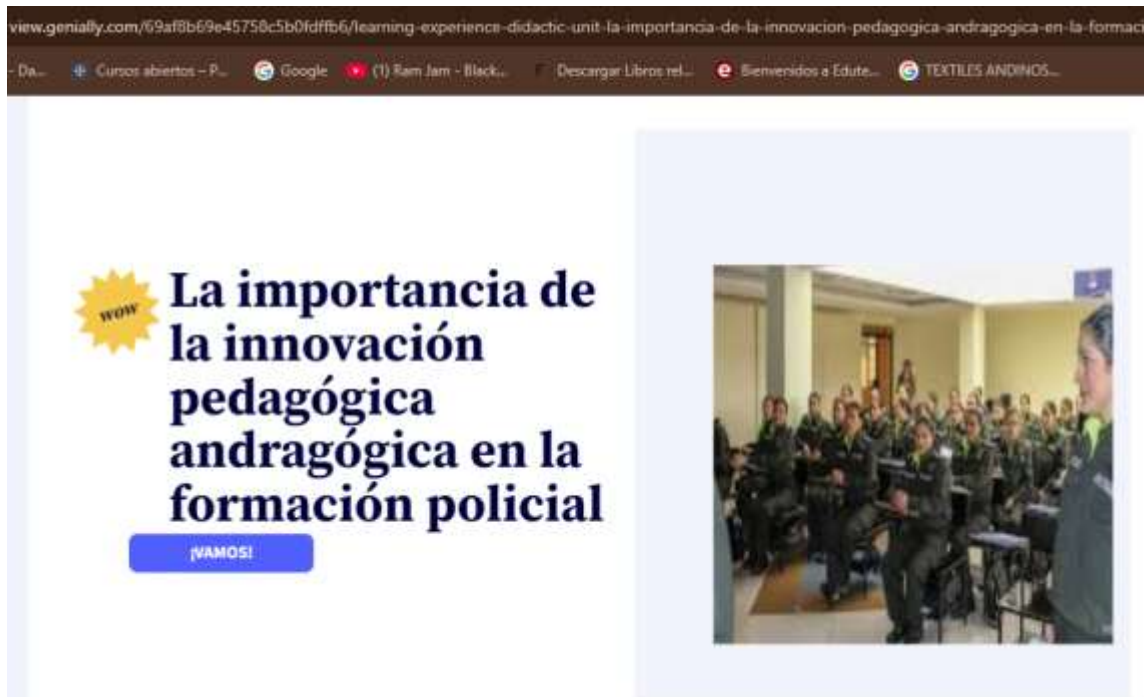 view.genially.com/69af8b69e45758c5b0fdffb6/learning-experience-didactic-unit-la-importancia-de-la-innovacion-pedagogica-andragogica-en-la-formaci
- Da... Cursos abiertos – P... Google (1) Ram Jam - Black... Descargar Libros rel... Bienvenidos a Edute... TEXTILES ANDINOS...
wow
La importancia de
la innovación
pedagógica
andragógica en la
formación policial
¡VAMOS!